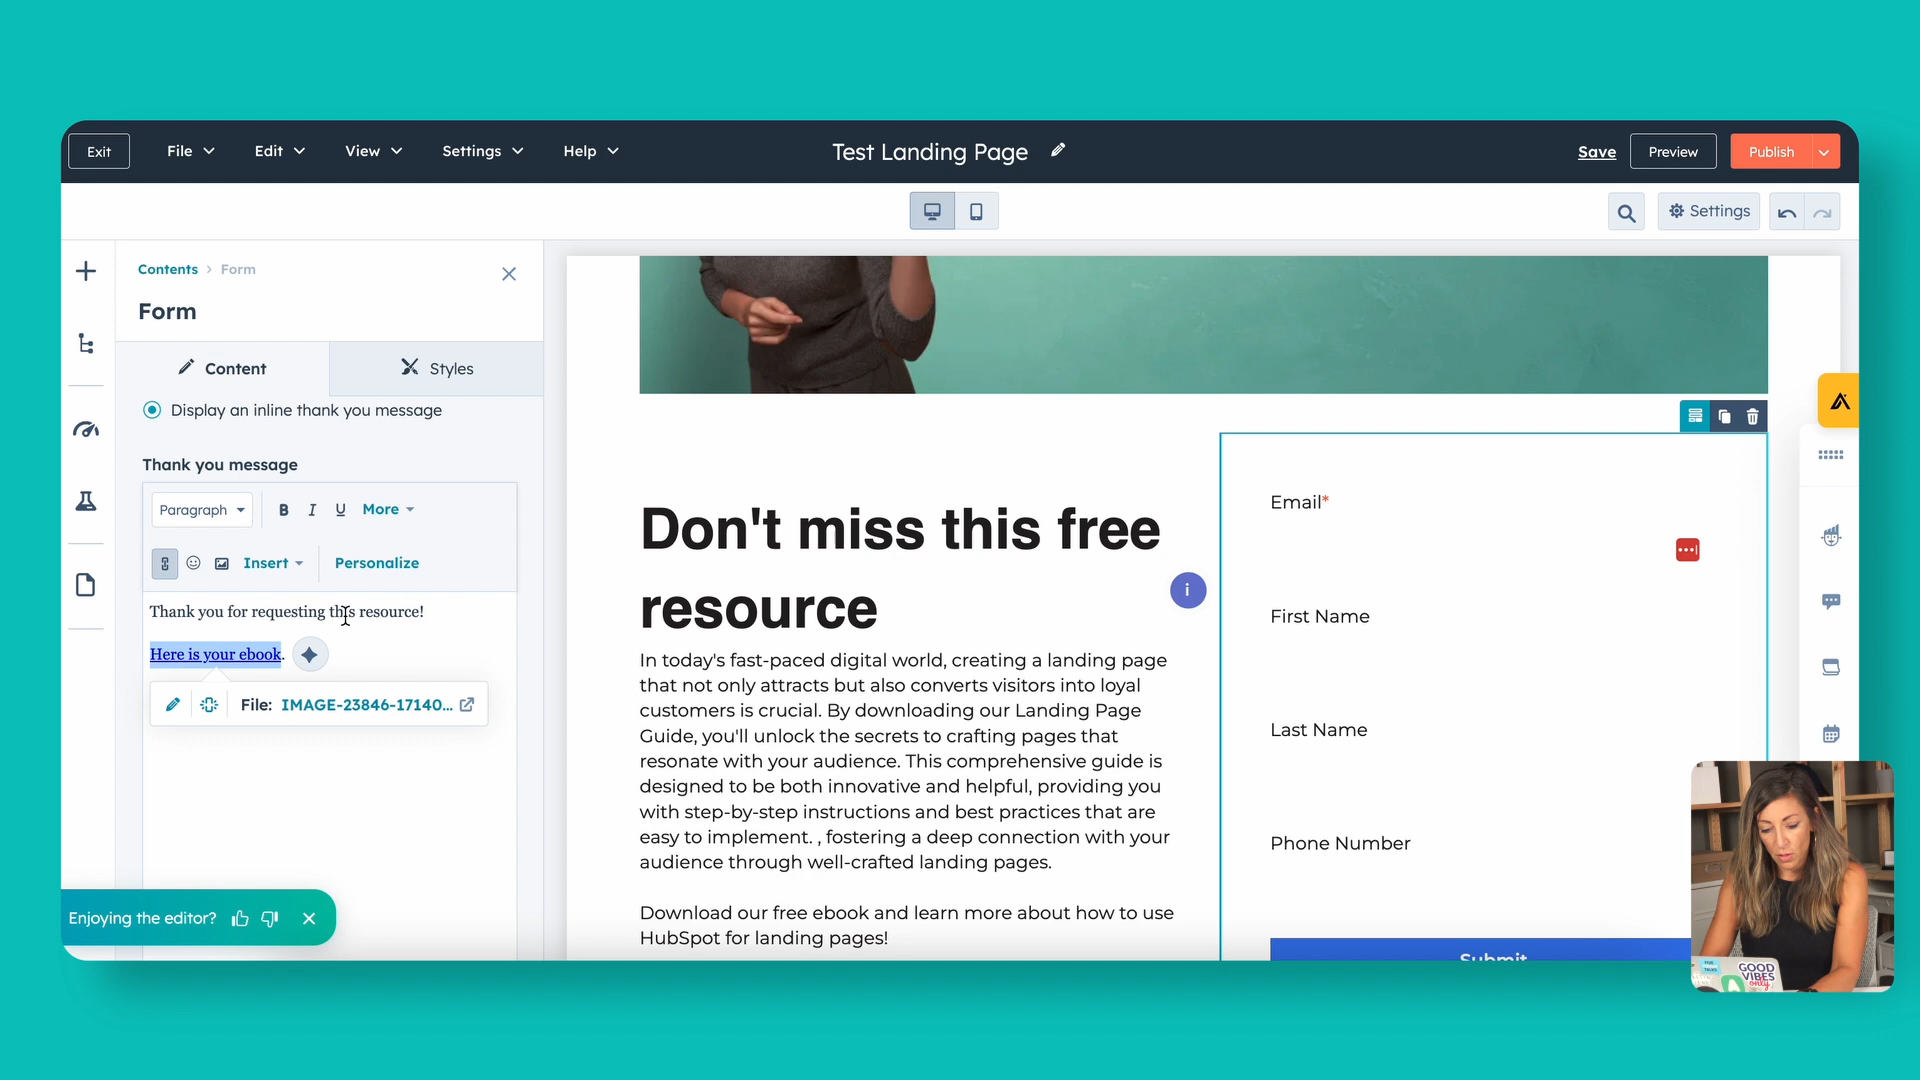 Exit File Edit View Settings Help Test Landing Page Save Preview Publish
Settings
Contents > Form
Form
Content Styles
Display an inline thank you message
Thank you message
Paragraph B I U More
Insert Personalize
Thank you for requesting this resource!
Here is your ebook.
File: IMAGE-23846-17140...
Enjoying the editor?
Don't miss this free
resource
In today's fast-paced digital world, creating a landing page
that not only attracts but also converts visitors into loyal
customers is crucial. By downloading our Landing Page
Guide, you'll unlock the secrets to crafting pages that
resonate with your audience. This comprehensive guide is
designed to be both innovative and helpful, providing you
with step-by-step instructions and best practices that are
easy to implement. , fostering a deep connection with your
audience through well-crafted landing pages.
Download our free ebook and learn more about how to use
HubSpot for landing pages!
i
Email*
First Name
Last Name
Phone Number
Submit
GOOD
VIBES
only